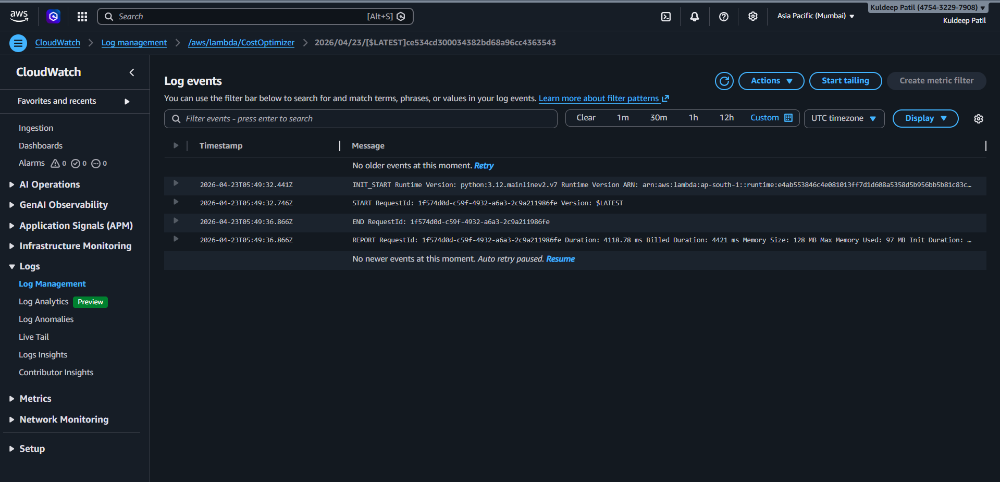 aws
Search [Alt+S]
Asia Pacific (Mumbai)
Kuldeep Patil (4754-3229-7908)
Kuldeep Patil
CloudWatch > Log management > /aws/lambda/CostOptimizer > 2026/04/23/[$LATEST]ce534cd300034382bd68a96cc4363543
CloudWatch
Favorites and recents
Ingestion
Dashboards
Alarms 0 0 0
AI Operations
GenAI Observability
Application Signals (APM)
Infrastructure Monitoring
Logs
Log Management
Log Analytics Preview
Log Anomalies
Live Tail
Logs Insights
Contributor Insights
Metrics
Network Monitoring
Setup
Log events
Actions Start tailing Create metric filter
You can use the filter bar below to search for and match terms, phrases, or values in your log events. Learn more about filter patterns
Filter events - press enter to search
Clear 1m 30m 1h 12h Custom UTC timezone Display
Timestamp Message
No older events at this moment. Retry
2026-04-23T05:49:32.441Z INIT_START Runtime Version: python:3.12.mainlinev2.v7 Runtime Version ARN: arn:aws:lambda:ap-south-1::runtime:e4ab553846c4e081013ff7d1d608a5358d5b956bb5b81c83c…
2026-04-23T05:49:32.746Z START RequestId: 1f574d0d-c59f-4932-a6a3-2c9a211986fe Version: $LATEST
2026-04-23T05:49:36.866Z END RequestId: 1f574d0d-c59f-4932-a6a3-2c9a211986fe
2026-04-23T05:49:36.866Z REPORT RequestId: 1f574d0d-c59f-4932-a6a3-2c9a211986fe Duration: 4118.78 ms Billed Duration: 4421 ms Memory Size: 128 MB Max Memory Used: 97 MB Init Duration: …
No newer events at this moment. Auto retry paused. Resume